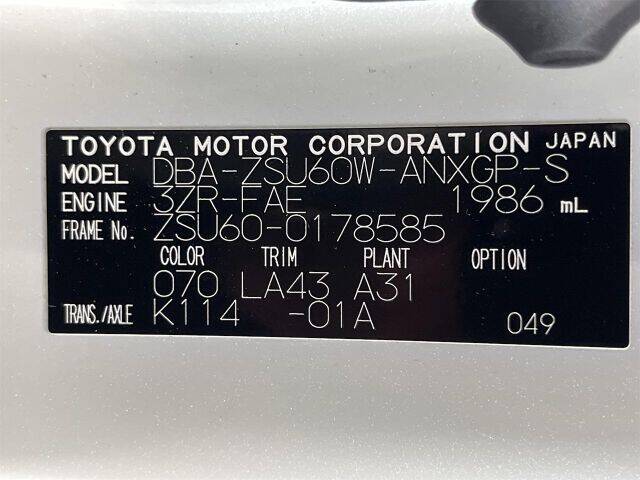 TOYOTA MOTOR CORPORATION JAPAN
MODEL DBA-ZSU60W-ANXGP-S
ENGINE 3ZR-FAE 1986 mL
FRAME No. ZSU60-0178585
COLOR TRIM PLANT OPTION
070 LA43 A31
TRANS./AXLE K114 -01A 049